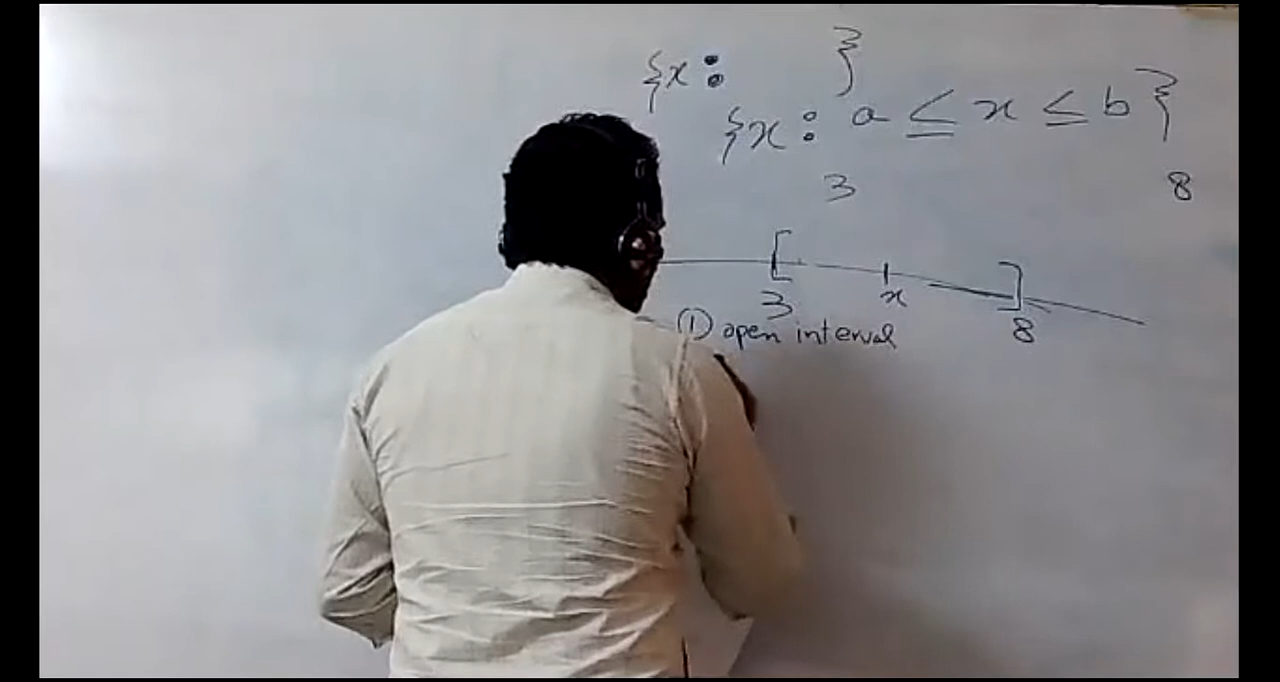 {x: }
{x: a ≤ x ≤ b}
3 8
[ ]
3 x 8
① open interval